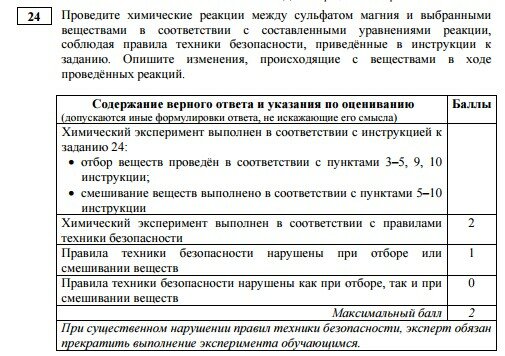 24
Проведите химические реакции между сульфатом магния и выбранными
веществами в соответствии с составленными уравнениями реакции,
соблюдая правила техники безопасности, приведённые в инструкции к
заданию. Опишите изменения, происходящие с веществами в ходе
проведённых реакций.
Содержание верного ответа и указания по оцениванию
Баллы
(допускаются иные формулировки ответа, не искажающие его смысла)
Химический эксперимент выполнен в соответствии с инструкцией к
заданию 24:
• отбор веществ проведён в соответствии с пунктами 3–5, 9, 10
инструкции;
• смешивание веществ выполнено в соответствии с пунктами 5–10
инструкции
Химический эксперимент выполнен в соответствии с правилами
техники безопасности
2
Правила техники безопасности нарушены при отборе или
смешивании веществ
1
Правила техники безопасности нарушены как при отборе, так и при
смешивании веществ
0
Максимальный балл
2
При существенном нарушении правил техники безопасности, эксперт обязан
прекратить выполнение эксперимента обучающимся.